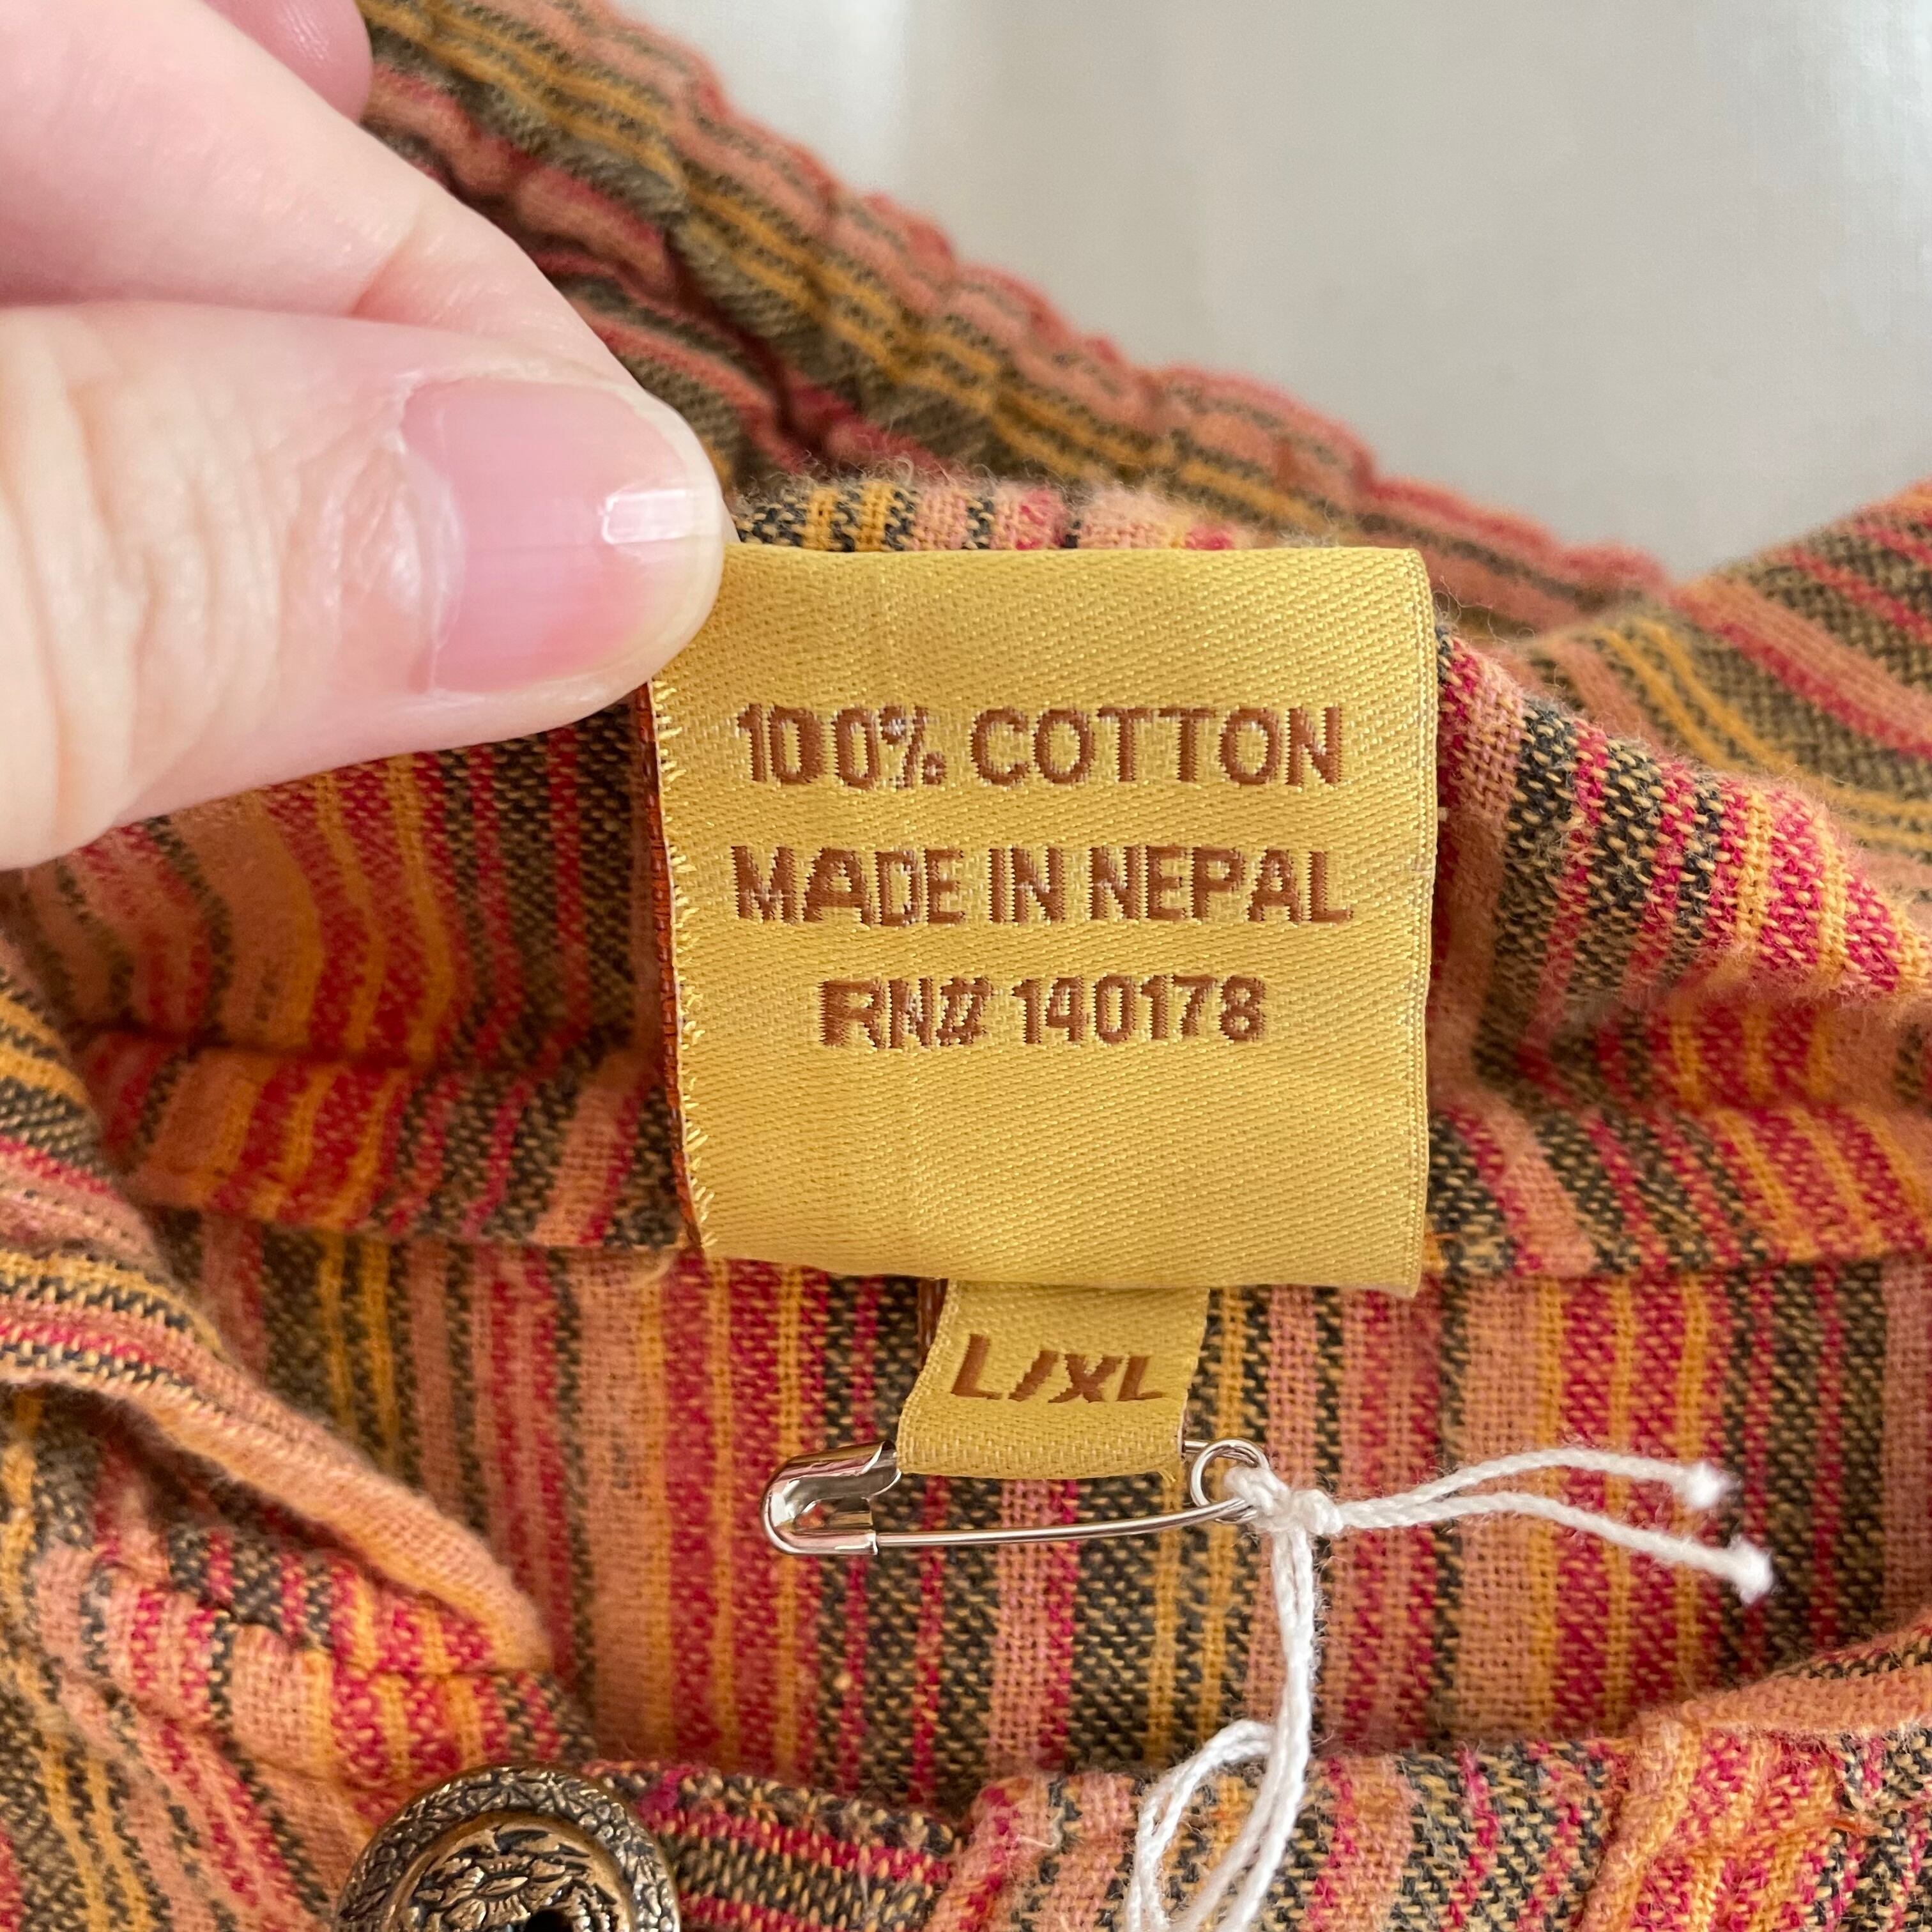 100% COTTON
MADE IN NEPAL
RN# 140178
L/XL